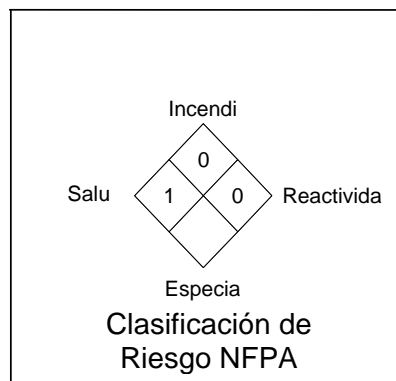 Incendi
0
Salu 1 0 Reactivida
Especia
Clasificación de
Riesgo NFPA